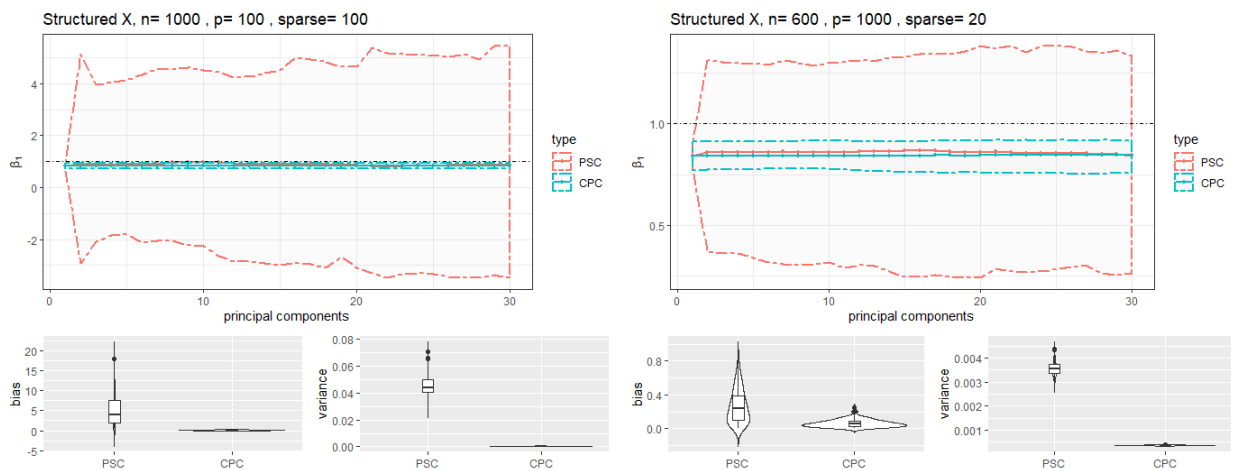 Structured X, n= 1000 , p= 100 , sparse= 100
4
2
0
-2
β1
0
10
20
30
principal components
type
PSC
CPC
Structured X, n= 600 , p= 1000 , sparse= 20
1.0
0.5
β1
0
10
20
30
principal components
type
PSC
CPC
20
15
10
5
0
-5
bias
PSC
CPC
0.08
0.06
0.04
0.02
0.00
variance
PSC
CPC
0.8
0.4
0.0
bias
PSC
CPC
0.004
0.003
0.002
0.001
variance
PSC
CPC